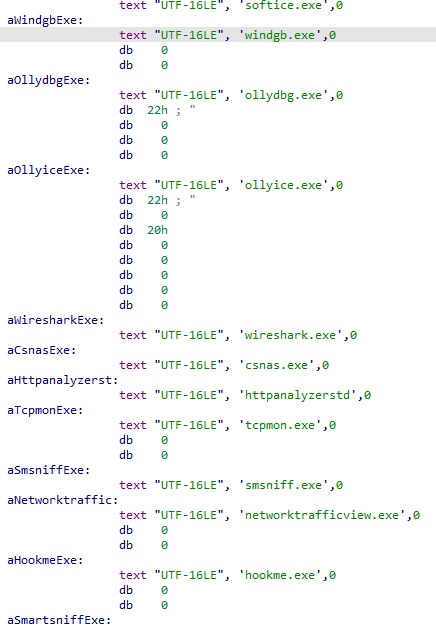 text "UTF-16LE", 'softice.exe',0
aWindgbExe:
text "UTF-16LE", 'windgb.exe',0
db 0
db 0
aOllydbgExe:
text "UTF-16LE", 'ollydbg.exe',0
db 22h ; "
db 0
db 0
db 0
aOllyiceExe:
text "UTF-16LE", 'ollyice.exe',0
db 22h ; "
db 0
db 20h
db 0
db 0
db 0
db 0
db 0
aWiresharkExe:
text "UTF-16LE", 'wireshark.exe',0
aCsnasExe:
text "UTF-16LE", 'csnas.exe',0
aHttpanalyzerst:
text "UTF-16LE", 'httpanalyzerstd',0
aTcpmonExe:
text "UTF-16LE", 'tcpmon.exe',0
db 0
db 0
aSmsniffExe:
text "UTF-16LE", 'smsniff.exe',0
aNetworktraffic:
text "UTF-16LE", 'networktrafficview.exe',0
db 0
db 0
aHookmeExe:
text "UTF-16LE", 'hookme.exe',0
db 0
db 0
aSmartsniffExe: